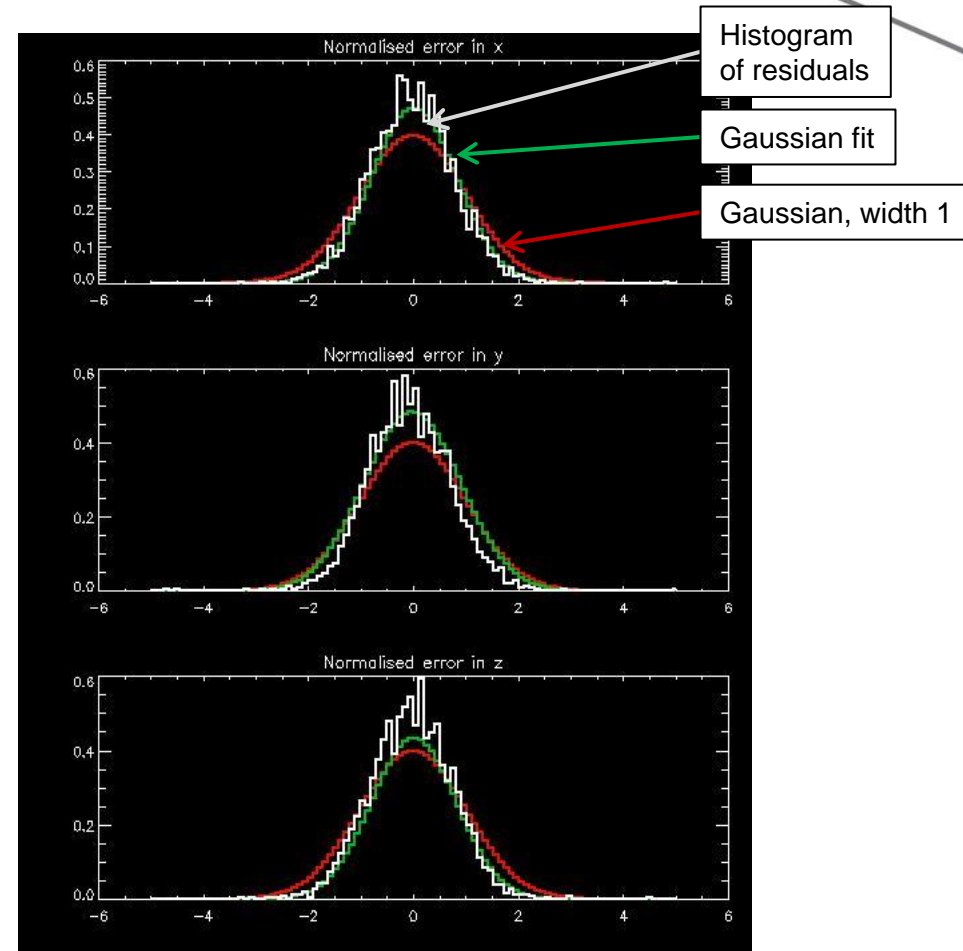 Histogram
of residuals
Gaussian fit
Gaussian, width 1
Normalised error in x
0.6
0.5
0.4
0.3
0.2
0.1
0.0
-6 -4 -2 0 2 4 6
Normalised error in y
0.6
0.4
0.2
0.0
-6 -4 -2 0 2 4 6
Normalised error in z
0.6
0.4
0.2
0.0
-6 -4 -2 0 2 4 6